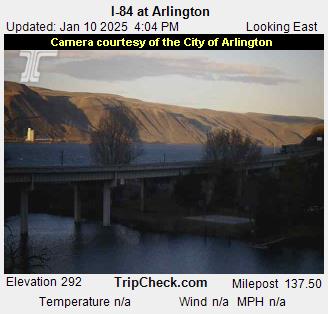 I-84 at Arlington
Updated: Jan 10 2025 4:04 PM Looking East
Camera courtesy of the City of Arlington
Elevation 292 TripCheck.com Milepost 137.50
Temperature n/a Wind n/a MPH n/a